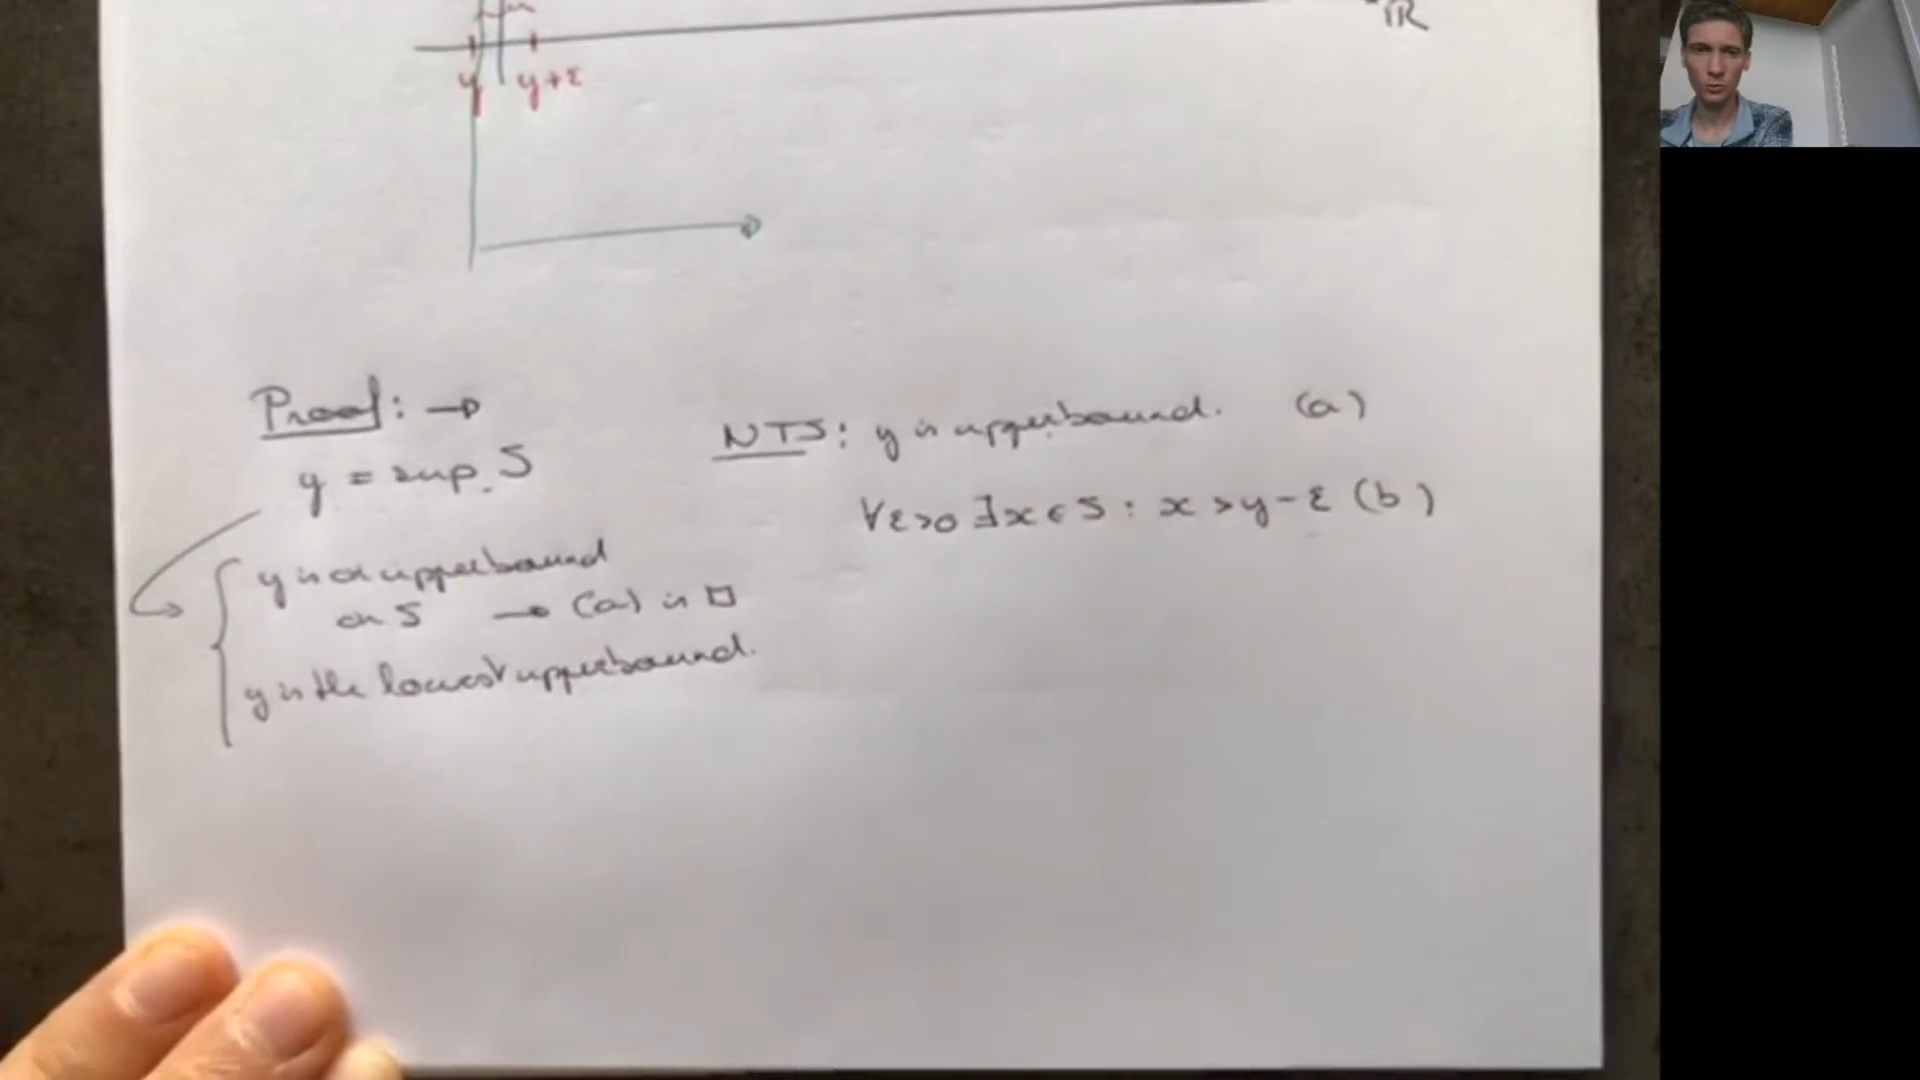 ℝ
y y+ε
Proof: →
y = sup S
NTS: y is upperbound. (a)
∀ε>0 ∃x∈S : x>y-ε (b)
y is an upperbound
on S → (a) is □
y is the lowest upperbound.